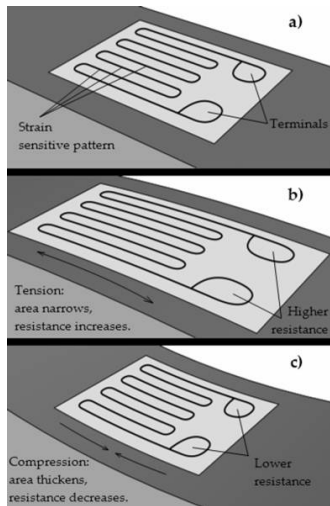 a)
Strain
sensitive pattern
Terminals
b)
Tension:
area narrows,
resistance increases.
Higher
resistance
c)
Compression:
area thickens,
resistance decreases.
Lower
resistance